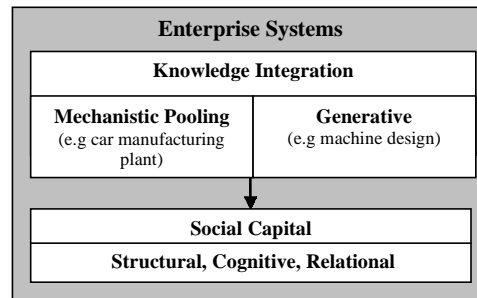 Enterprise Systems
Knowledge Integration
Mechanistic Pooling
(e.g car manufacturing
plant)
Generative
(e.g machine design)
Social Capital
Structural, Cognitive, Relational